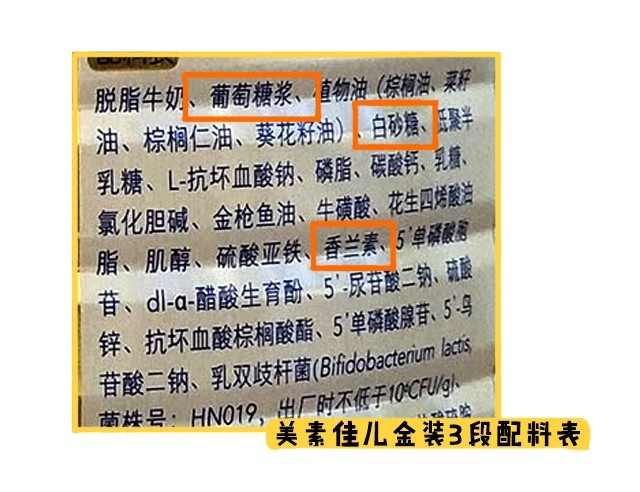 配料表
脱脂牛奶、葡萄糖浆、植物油（棕榈油、菜籽
油、棕榈仁油、葵花籽油）、白砂糖、低聚半
乳糖、L-抗坏血酸钠、磷脂、碳酸钙、乳糖、
氯化胆碱、金枪鱼油、牛磺酸、花生四烯酸油
脂、肌醇、硫酸亚铁、香兰素、5'单磷酸胞
苷、dl-α-醋酸生育酚、5'-尿苷酸二钠、硫酸
锌、抗坏血酸棕榈酸酯、5'单磷酸腺苷、5'-鸟
苷酸二钠、乳双歧杆菌(Bifidobacterium lactis,
菌株号：HN019，出厂时不低于10⁶CFU/g)、
美素佳儿金装3段配料表